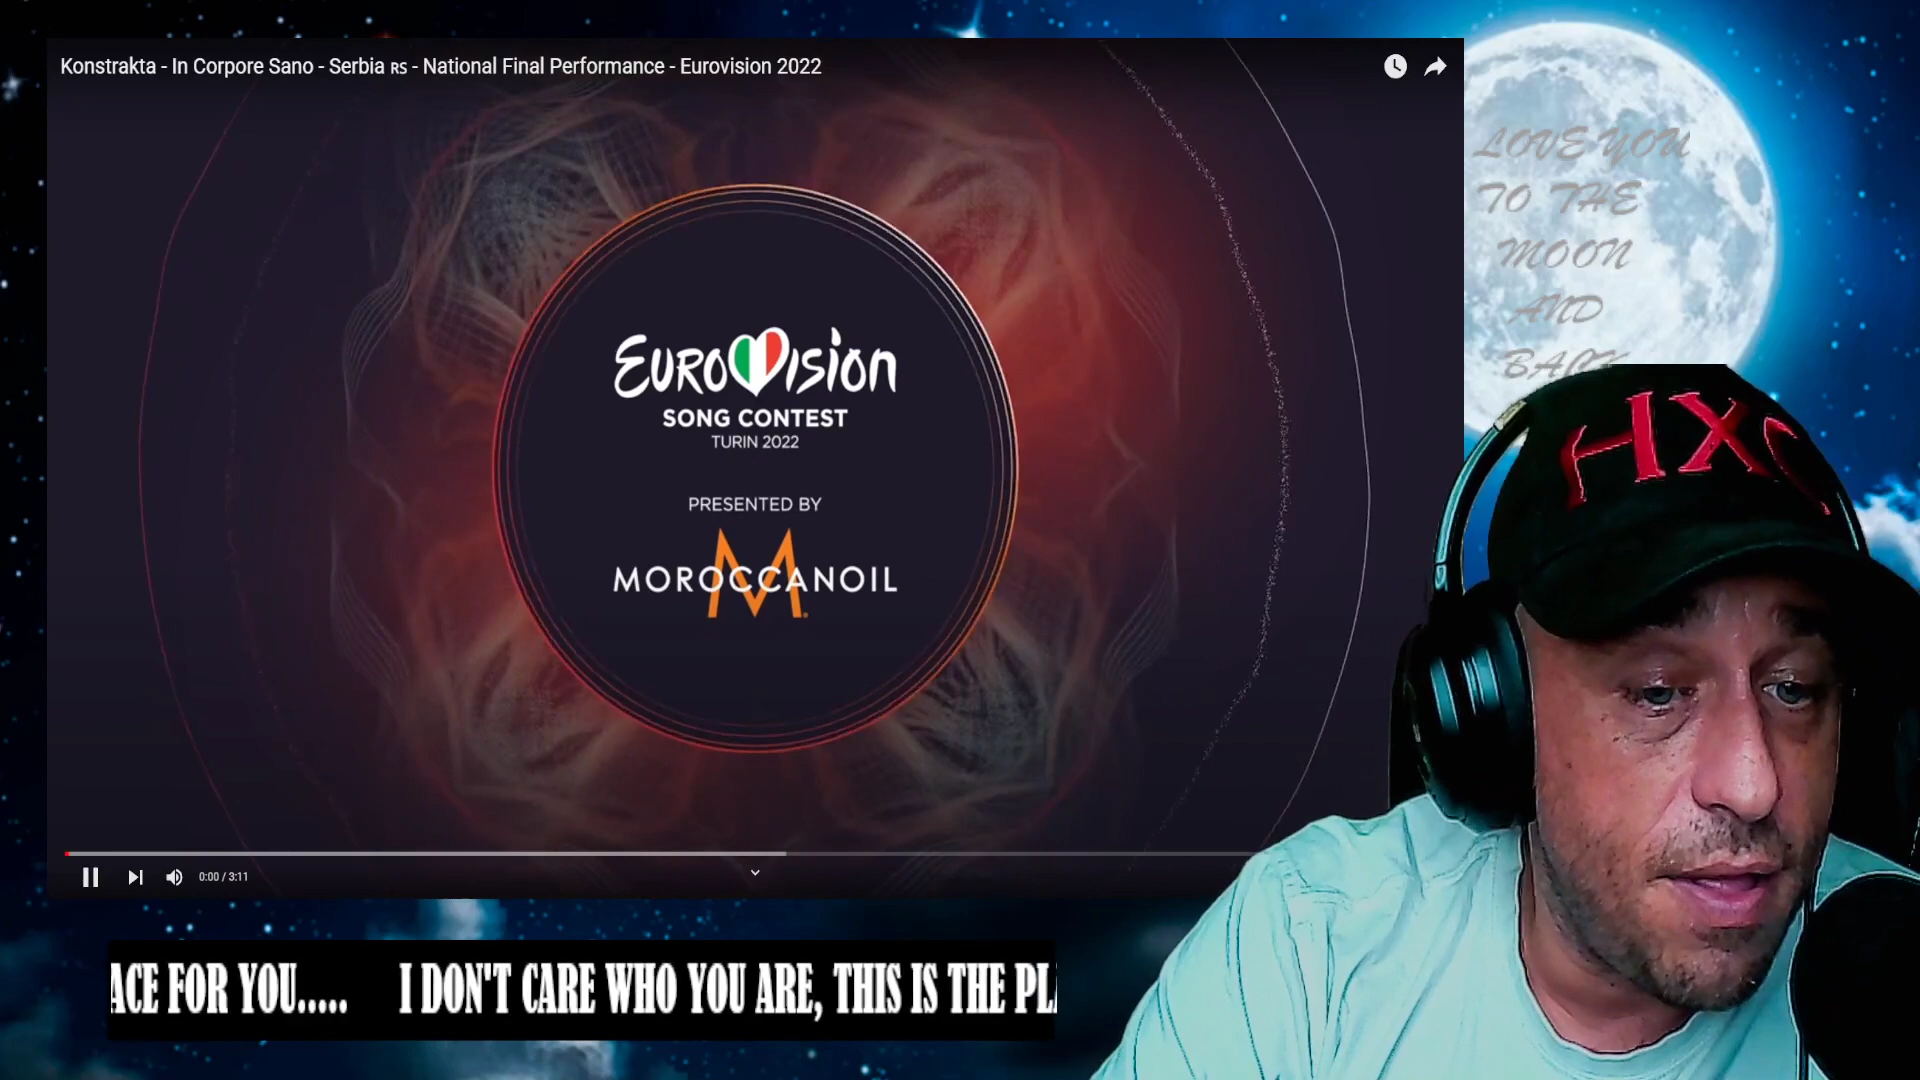 Konstrakta - In Corpore Sano - Serbia RS - National Final Performance - Eurovision 2022
LOVE YOU
TO THE
MOON
AND
BACK
HXC
EUROVISION
SONG CONTEST
TURIN 2022
PRESENTED BY
MOROCCANOIL
0:00 / 3:11
ACE FOR YOU..... I DON'T CARE WHO YOU ARE, THIS IS THE PLA